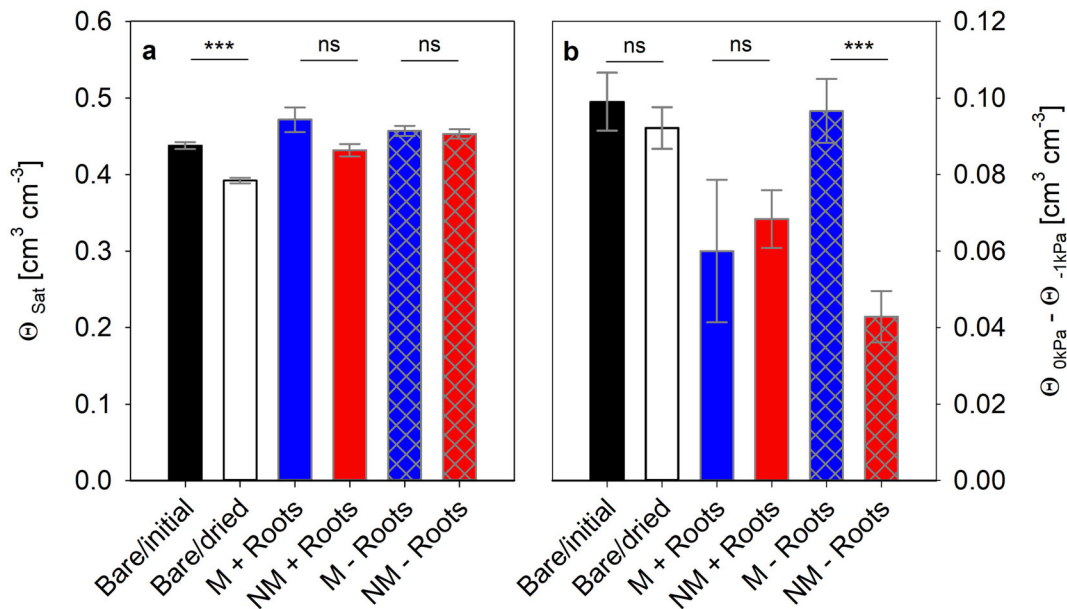 0.6
0.5
0.4
0.3
0.2
0.1
0.0
Θ Sat [cm³ cm⁻³]
a
***
ns
ns
Bare/initial
Bare/dried
M + Roots
NM + Roots
M - Roots
NM - Roots
b
ns
ns
***
Bare/initial
Bare/dried
M + Roots
NM + Roots
M - Roots
NM - Roots
0.12
0.10
0.08
0.06
0.04
0.02
0.00
Θ 0kPa - Θ -1kPa [cm³ cm⁻³]